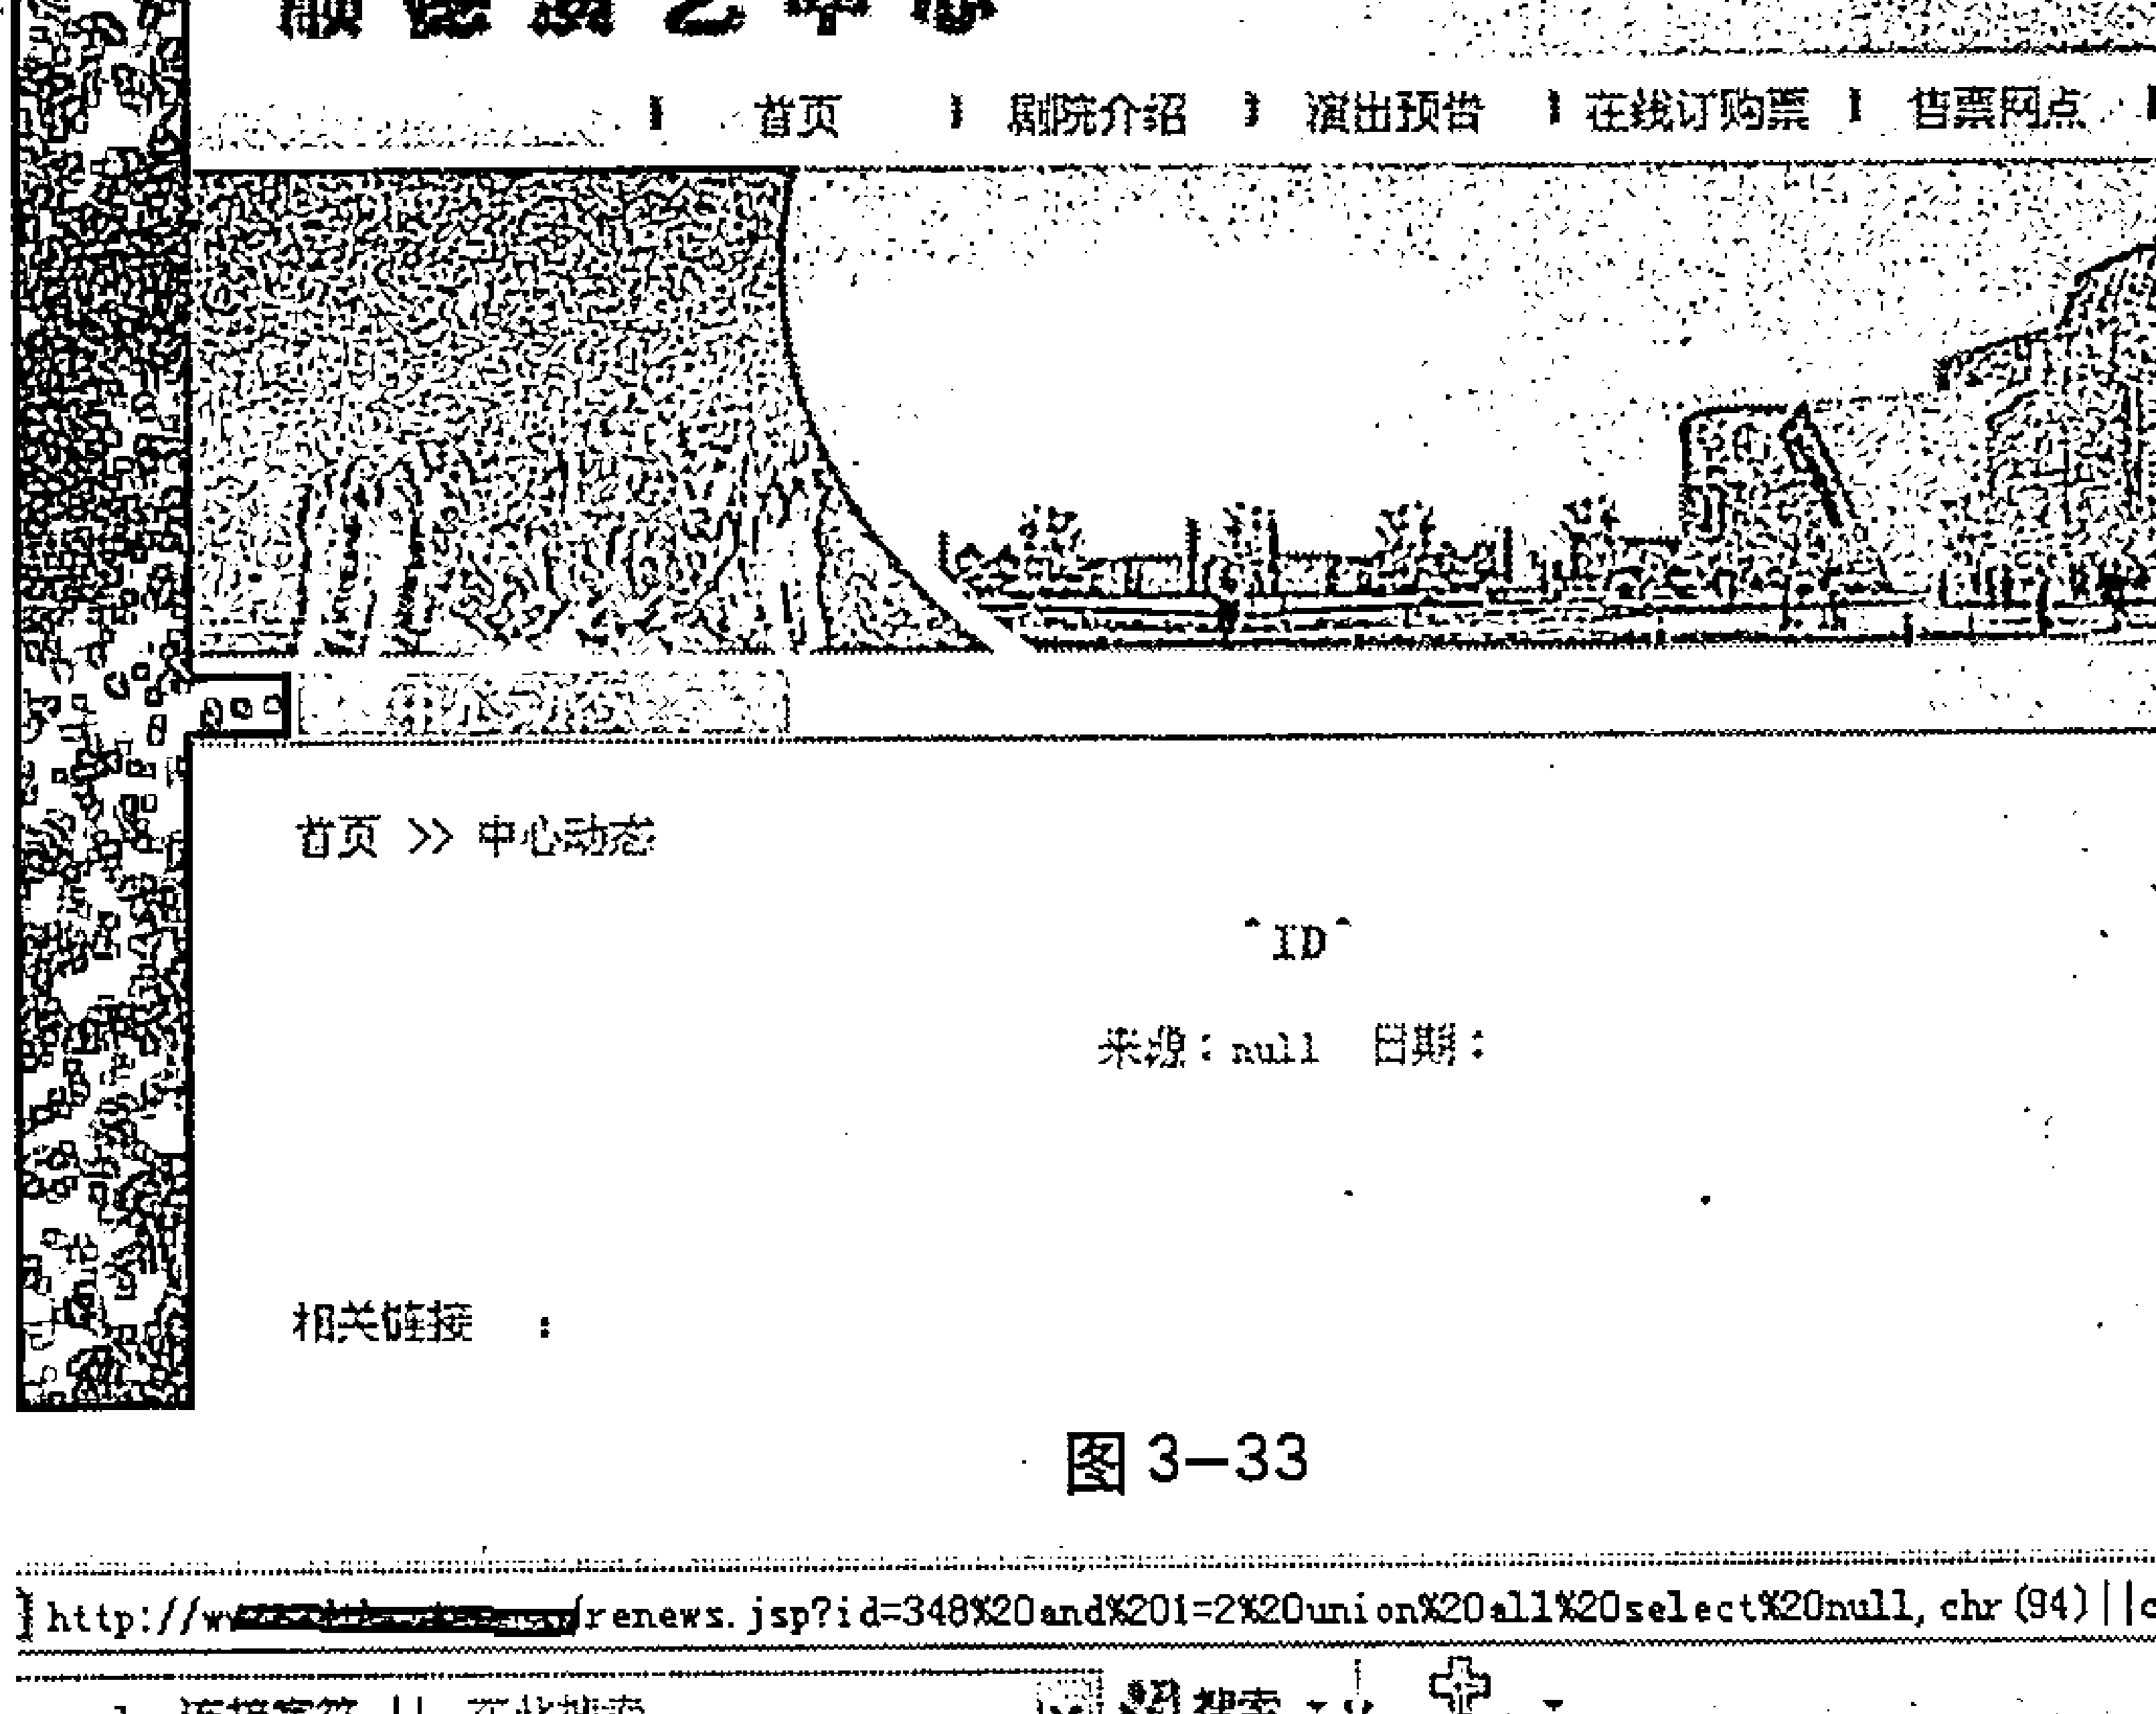 首页 剧院介绍 演出预告 在线订购票 售票网点
首页 >> 中心动态
^ID^
来源：null 日期：
相关链接 ：
图 3-33
renews.jsp?id=348%20and%201=2%20union%20all%20select%20null,chr(94)||c
搜索